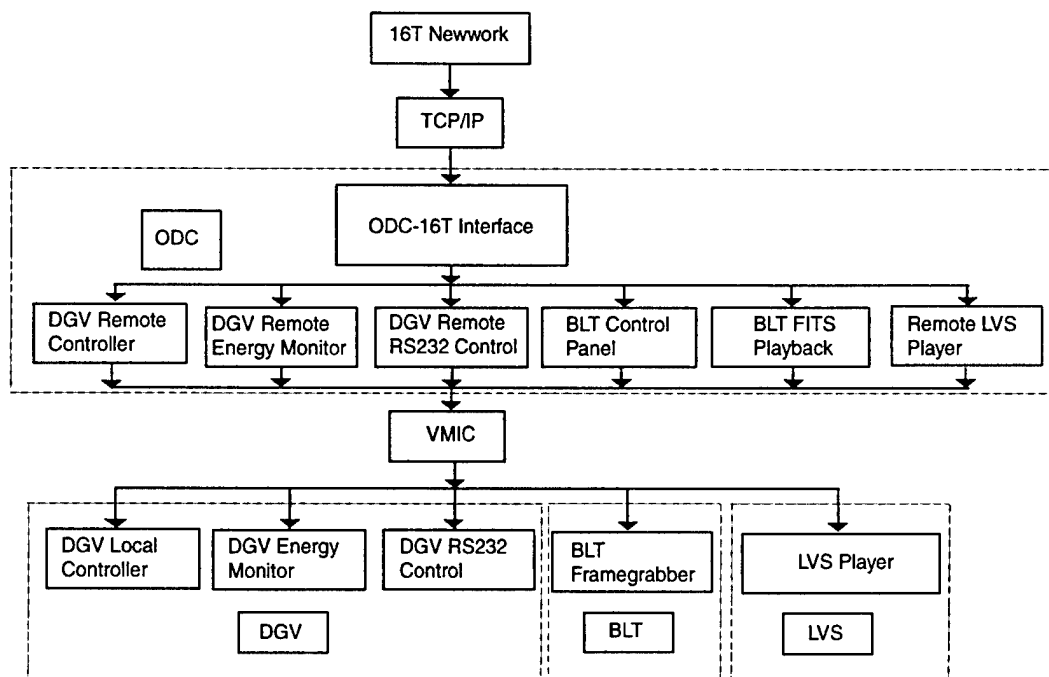 16T Newwork
TCP/IP
ODC-16T Interface
ODC
DGV Remote
Controller
DGV Remote
Energy Monitor
DGV Remote
RS232 Control
BLT Control
Panel
BLT FITS
Playback
Remote LVS
Player
VMIC
DGV Local
Controller
DGV Energy
Monitor
DGV RS232
Control
BLT
Framegrabber
LVS Player
DGV
BLT
LVS